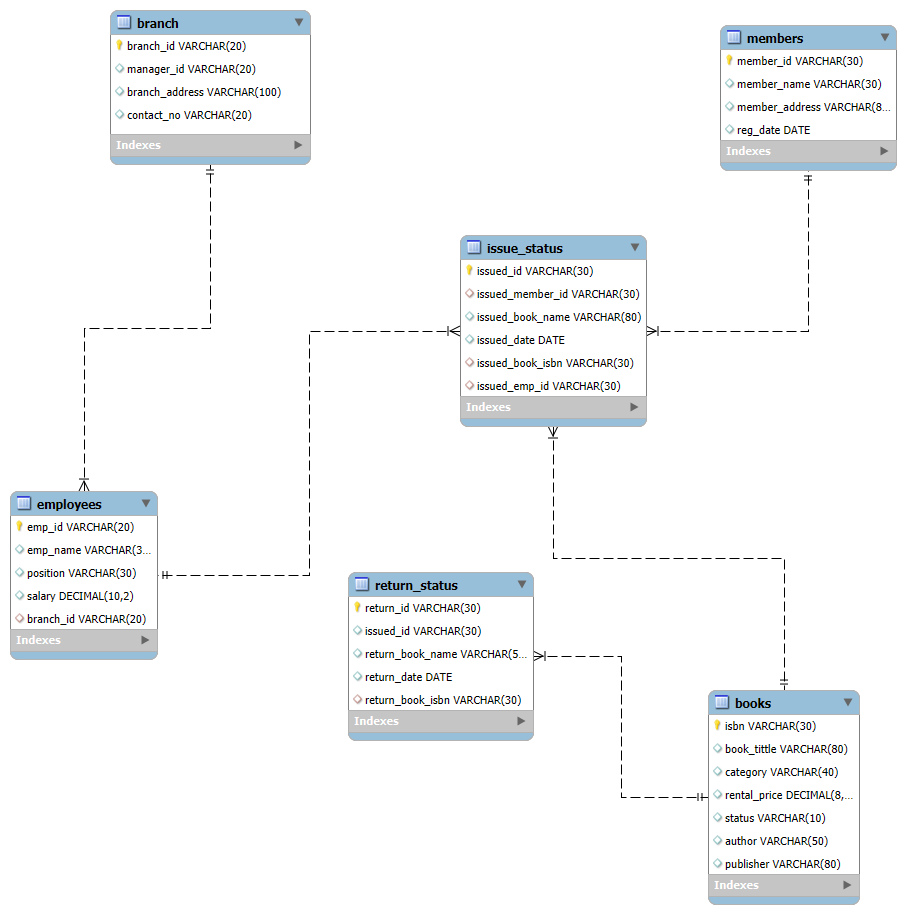 branch
branch_id VARCHAR(20)
manager_id VARCHAR(20)
branch_address VARCHAR(100)
contact_no VARCHAR(20)
Indexes
members
member_id VARCHAR(30)
member_name VARCHAR(30)
member_address VARCHAR(8...
reg_date DATE
Indexes
issue_status
issued_id VARCHAR(30)
issued_member_id VARCHAR(30)
issued_book_name VARCHAR(80)
issued_date DATE
issued_book_isbn VARCHAR(30)
issued_emp_id VARCHAR(30)
Indexes
employees
emp_id VARCHAR(20)
emp_name VARCHAR(3...
position VARCHAR(30)
salary DECIMAL(10,2)
branch_id VARCHAR(20)
Indexes
return_status
return_id VARCHAR(30)
issued_id VARCHAR(30)
return_book_name VARCHAR(5...
return_date DATE
return_book_isbn VARCHAR(30)
Indexes
books
isbn VARCHAR(30)
book_tittle VARCHAR(80)
category VARCHAR(40)
rental_price DECIMAL(8,...
status VARCHAR(10)
author VARCHAR(50)
publisher VARCHAR(80)
Indexes